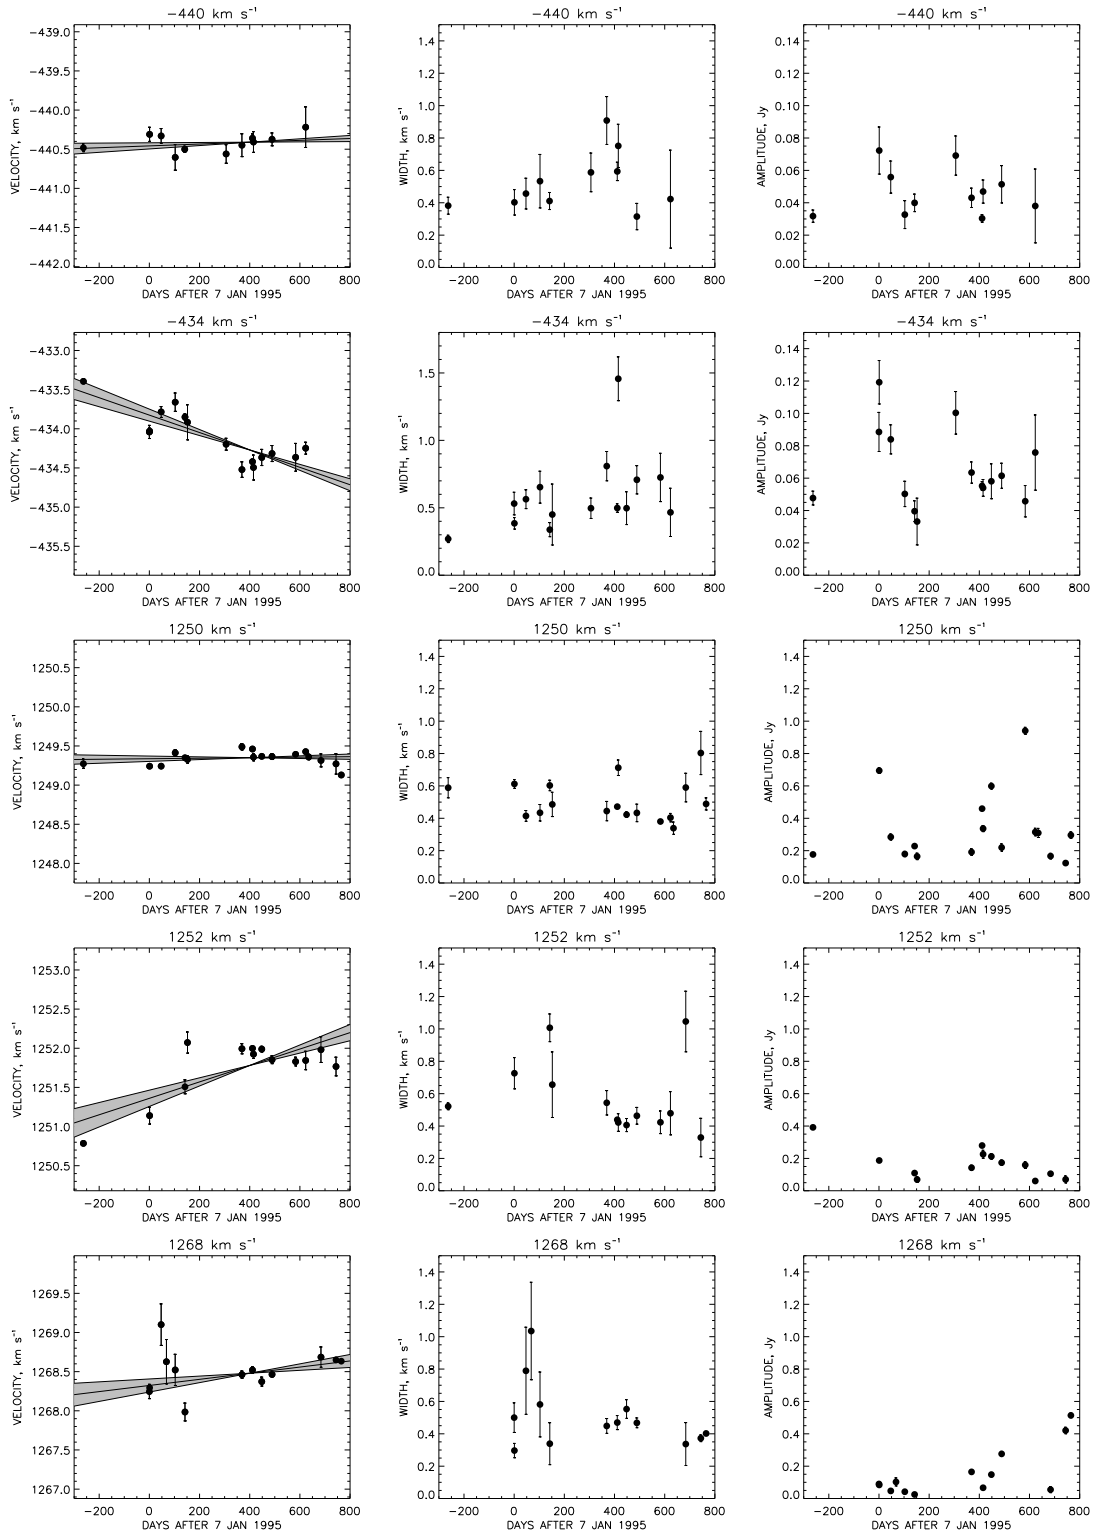 −440 km s⁻¹
VELOCITY, km s⁻¹
−439.0
−439.5
−440.0
−440.5
−441.0
−441.5
−442.0
−200 0 200 400 600 800
DAYS AFTER 7 JAN 1995
−440 km s⁻¹
WIDTH, km s⁻¹
1.4
1.2
1.0
0.8
0.6
0.4
0.2
0.0
−200 0 200 400 600 800
DAYS AFTER 7 JAN 1995
−440 km s⁻¹
AMPLITUDE, Jy
0.14
0.12
0.10
0.08
0.06
0.04
0.02
0.00
−200 0 200 400 600 800
DAYS AFTER 7 JAN 1995
−434 km s⁻¹
VELOCITY, km s⁻¹
−433.0
−433.5
−434.0
−434.5
−435.0
−435.5
−200 0 200 400 600 800
DAYS AFTER 7 JAN 1995
−434 km s⁻¹
WIDTH, km s⁻¹
1.5
1.0
0.5
0.0
−200 0 200 400 600 800
DAYS AFTER 7 JAN 1995
−434 km s⁻¹
AMPLITUDE, Jy
0.14
0.12
0.10
0.08
0.06
0.04
0.02
0.00
−200 0 200 400 600 800
DAYS AFTER 7 JAN 1995
1250 km s⁻¹
VELOCITY, km s⁻¹
1250.5
1250.0
1249.5
1249.0
1248.5
1248.0
−200 0 200 400 600 800
DAYS AFTER 7 JAN 1995
1250 km s⁻¹
WIDTH, km s⁻¹
1.4
1.2
1.0
0.8
0.6
0.4
0.2
0.0
−200 0 200 400 600 800
DAYS AFTER 7 JAN 1995
1250 km s⁻¹
AMPLITUDE, Jy
1.4
1.2
1.0
0.8
0.6
0.4
0.2
0.0
−200 0 200 400 600 800
DAYS AFTER 7 JAN 1995
1252 km s⁻¹
VELOCITY, km s⁻¹
1253.0
1252.5
1252.0
1251.5
1251.0
1250.5
−200 0 200 400 600 800
DAYS AFTER 7 JAN 1995
1252 km s⁻¹
WIDTH, km s⁻¹
1.4
1.2
1.0
0.8
0.6
0.4
0.2
0.0
−200 0 200 400 600 800
DAYS AFTER 7 JAN 1995
1252 km s⁻¹
AMPLITUDE, Jy
1.4
1.2
1.0
0.8
0.6
0.4
0.2
0.0
−200 0 200 400 600 800
DAYS AFTER 7 JAN 1995
1268 km s⁻¹
VELOCITY, km s⁻¹
1269.5
1269.0
1268.5
1268.0
1267.5
1267.0
−200 0 200 400 600 800
DAYS AFTER 7 JAN 1995
1268 km s⁻¹
WIDTH, km s⁻¹
1.4
1.2
1.0
0.8
0.6
0.4
0.2
0.0
−200 0 200 400 600 800
DAYS AFTER 7 JAN 1995
1268 km s⁻¹
AMPLITUDE, Jy
1.4
1.2
1.0
0.8
0.6
0.4
0.2
0.0
−200 0 200 400 600 800
DAYS AFTER 7 JAN 1995